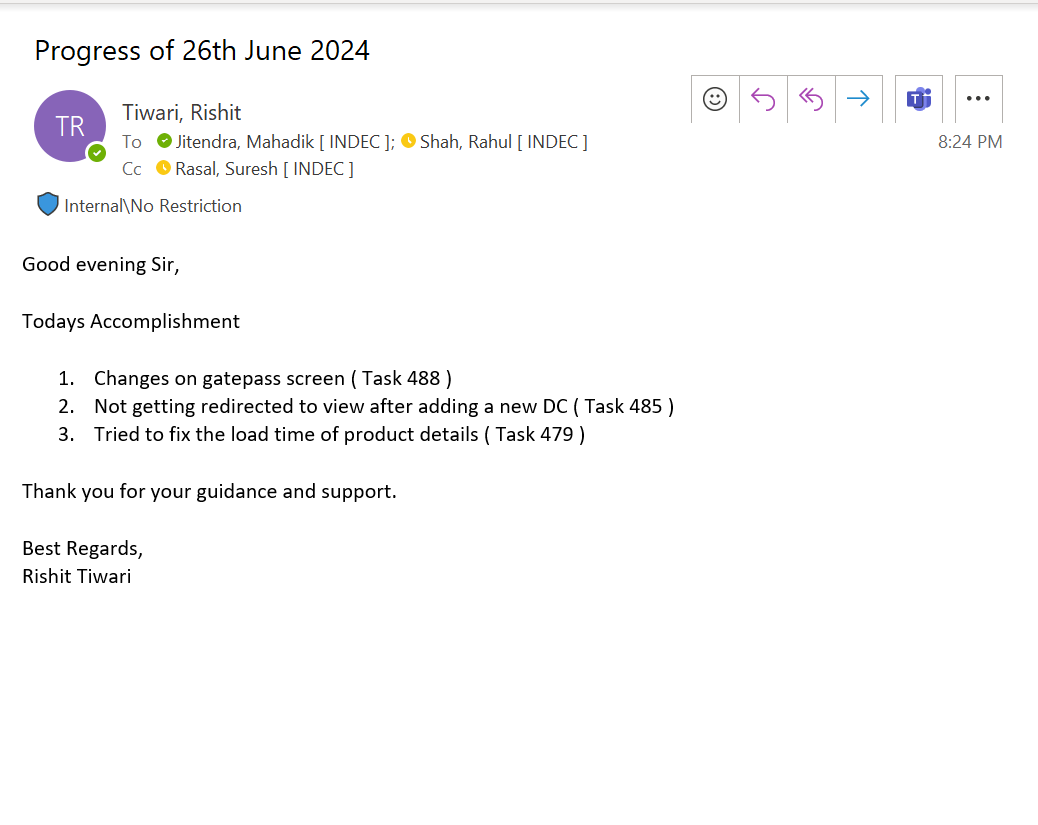 Progress of 26th June 2024
TR
Tiwari, Rishit
To Jitendra, Mahadik [ INDEC ]; Shah, Rahul [ INDEC ]
8:24 PM
Cc Rasal, Suresh [ INDEC ]
Internal\No Restriction
Good evening Sir,
Todays Accomplishment
1. Changes on gatepass screen ( Task 488 )
2. Not getting redirected to view after adding a new DC ( Task 485 )
3. Tried to fix the load time of product details ( Task 479 )
Thank you for your guidance and support.
Best Regards,
Rishit Tiwari